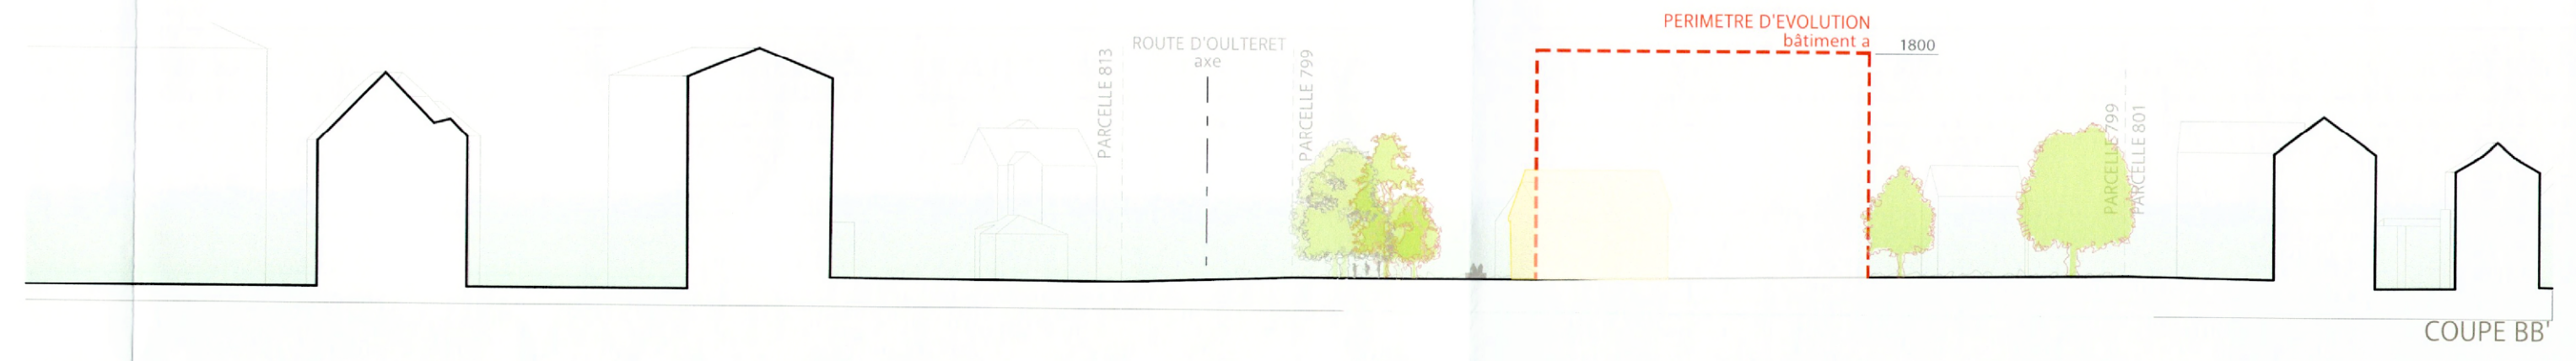 PARCELLE 813
ROUTE D'OULTERET
axe
PARCELLE 799
PERIMETRE D'EVOLUTION
bâtiment a
1800
PARCELLE 799
PARCELLE 801
COUPE BB'